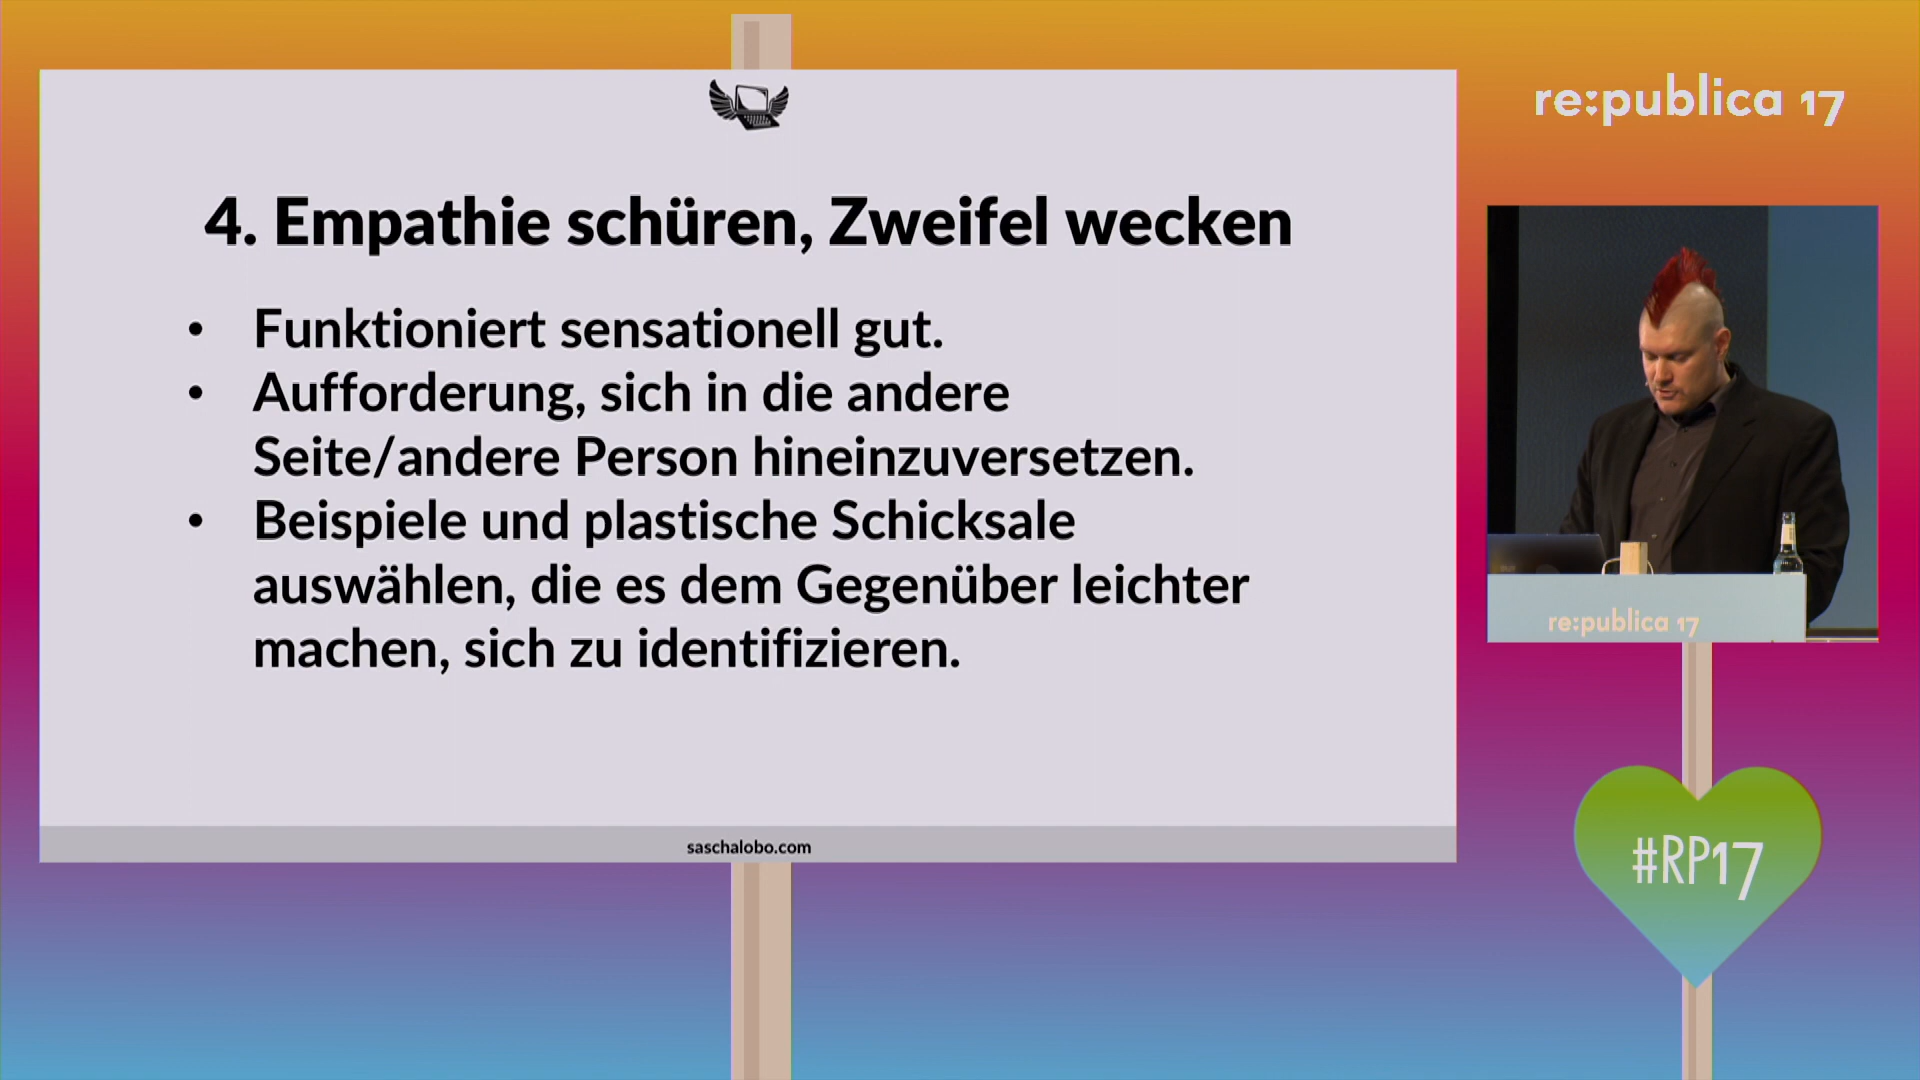 re:publica 17
4. Empathie schüren, Zweifel wecken
• Funktioniert sensationell gut.
• Aufforderung, sich in die andere
Seite/andere Person hineinzuversetzen.
• Beispiele und plastische Schicksale
auswählen, die es dem Gegenüber leichter
machen, sich zu identifizieren.
saschalobo.com
re:publica 17
#RP17